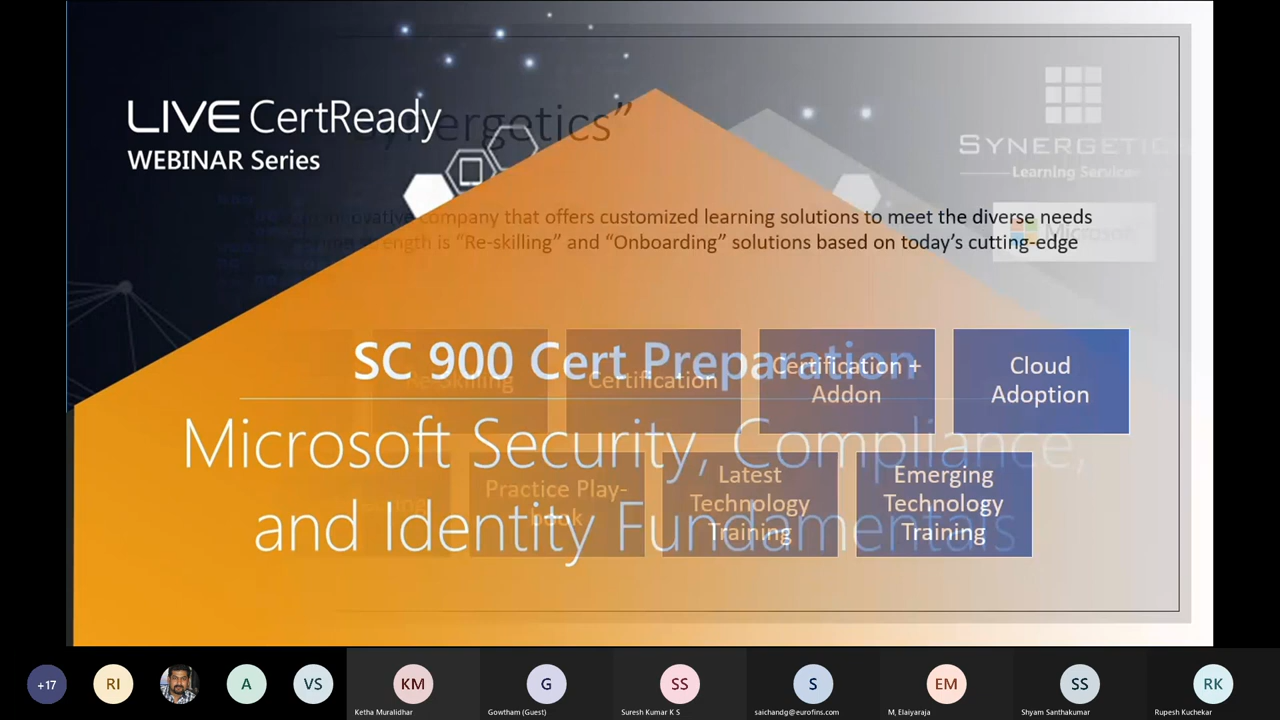 LIVE CertReady
WEBINAR Series
ergetics”
SYNERGETICS
Learning Services
Microsoft
innovative company that offers customized learning solutions to meet the diverse needs
strength is “Re-skilling” and “Onboarding” solutions based on today’s cutting-edge
SC 900 Cert Preparation
Re-Skilling
Certification
Certification +
Addon
Cloud
Adoption
Microsoft Security, Compliance,
and Identity Fundamentals
Practice Play-
book
Latest
Technology
Training
Emerging
Technology
Training
+17
RI
A
VS
KM
G
SS
S
EM
SS
RK
Ketha Muralidhar
Gowtham (Guest)
Suresh Kumar K S
saichandg@eurofins.com
M, Elaiyaraja
Shyam Santhakumar
Rupesh Kuchekar